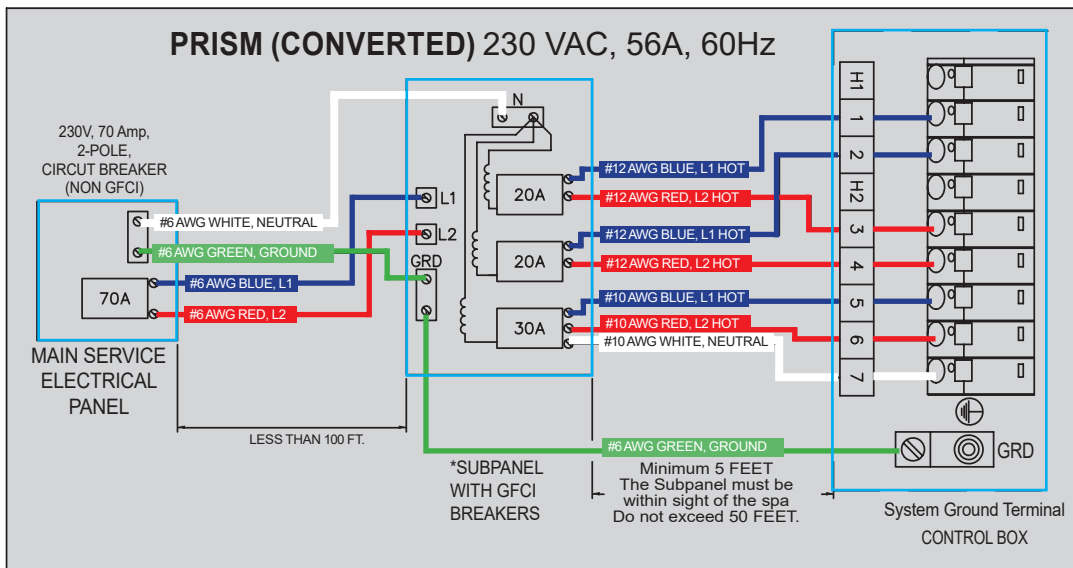 PRISM (CONVERTED) 230 VAC, 56A, 60Hz
230V, 70 Amp,
2-POLE,
CIRCUT BREAKER
(NON GFCI)
#6 AWG WHITE, NEUTRAL
#6 AWG GREEN, GROUND
70A
#6 AWG BLUE, L1
#6 AWG RED, L2
MAIN SERVICE
ELECTRICAL
PANEL
LESS THAN 100 FT.
N
L1
L2
GRD
20A
20A
30A
*SUBPANEL
WITH GFCI
BREAKERS
#12 AWG BLUE, L1 HOT
#12 AWG RED, L2 HOT
#12 AWG BLUE, L1 HOT
#12 AWG RED, L2 HOT
#10 AWG BLUE, L1 HOT
#10 AWG RED, L2 HOT
#10 AWG WHITE, NEUTRAL
#6 AWG GREEN, GROUND
Minimum 5 FEET
The Subpanel must be
within sight of the spa
Do not exceed 50 FEET.
H1
1
2
H2
3
4
5
6
7
GRD
System Ground Terminal
CONTROL BOX